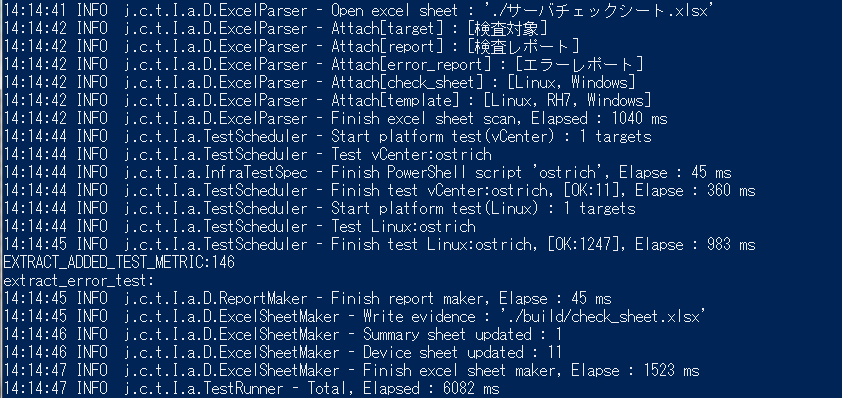 14:14:41 INFO  j.c.t.I.a.D.ExcelParser - Open excel sheet : './サーバチェックシート.xlsx'
14:14:42 INFO  j.c.t.I.a.D.ExcelParser - Attach[target] : [検査対象]
14:14:42 INFO  j.c.t.I.a.D.ExcelParser - Attach[report] : [検査レポート]
14:14:42 INFO  j.c.t.I.a.D.ExcelParser - Attach[error_report] : [エラーレポート]
14:14:42 INFO  j.c.t.I.a.D.ExcelParser - Attach[check_sheet] : [Linux, Windows]
14:14:42 INFO  j.c.t.I.a.D.ExcelParser - Attach[template] : [Linux, RH7, Windows]
14:14:42 INFO  j.c.t.I.a.D.ExcelParser - Finish excel sheet scan, Elapsed : 1040 ms
14:14:44 INFO  j.c.t.I.a.TestScheduler - Start platform test(vCenter) : 1 targets
14:14:44 INFO  j.c.t.I.a.TestScheduler - Test vCenter:ostrich
14:14:44 INFO  j.c.t.I.a.InfraTestSpec - Finish PowerShell script 'ostrich', Elapse : 45 ms
14:14:44 INFO  j.c.t.I.a.TestScheduler - Finish test vCenter:ostrich, [OK:11], Elapse : 360 ms
14:14:44 INFO  j.c.t.I.a.TestScheduler - Start platform test(Linux) : 1 targets
14:14:44 INFO  j.c.t.I.a.TestScheduler - Test Linux:ostrich
14:14:45 INFO  j.c.t.I.a.TestScheduler - Finish test Linux:ostrich, [OK:1247], Elapse : 983 ms
EXTRACT_ADDED_TEST_METRIC:146
extract_error_test:
14:14:45 INFO  j.c.t.I.a.D.ReportMaker - Finish report maker, Elapse : 45 ms
14:14:45 INFO  j.c.t.I.a.D.ExcelSheetMaker - Write evidence : './build/check_sheet.xlsx'
14:14:46 INFO  j.c.t.I.a.D.ExcelSheetMaker - Summary sheet updated : 1
14:14:46 INFO  j.c.t.I.a.D.ExcelSheetMaker - Device sheet updated : 11
14:14:47 INFO  j.c.t.I.a.D.ExcelSheetMaker - Finish excel sheet maker, Elapse : 1523 ms
14:14:47 INFO  j.c.t.I.a.TestRunner - Total, Elapsed : 6082 ms